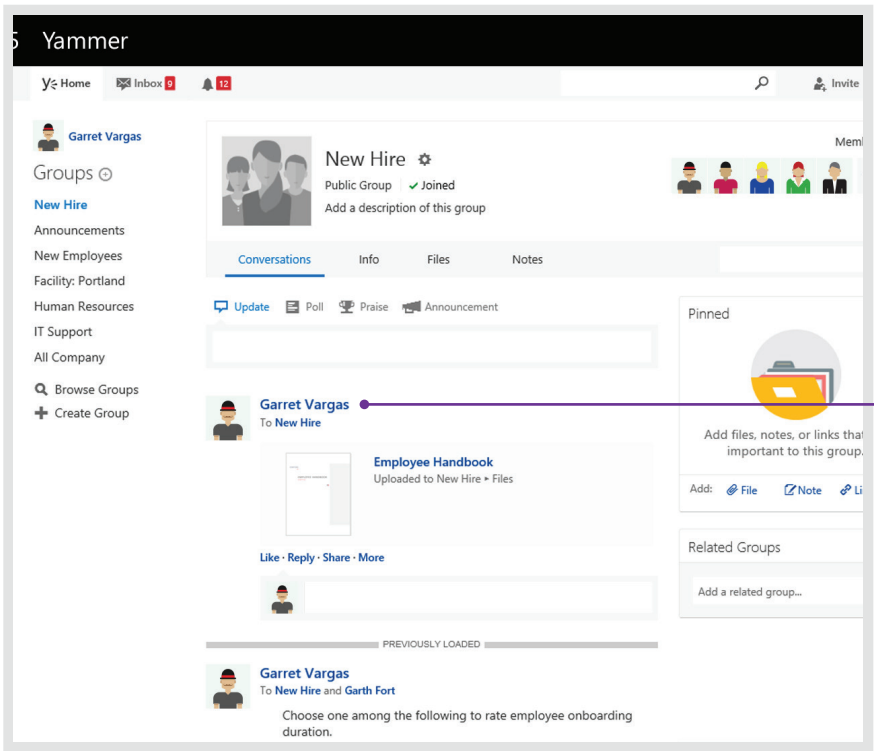 5 Yammer
Home Inbox 9 12 Invite
Garret Vargas
Groups
New Hire
Announcements
New Employees
Facility: Portland
Human Resources
IT Support
All Company
Browse Groups
Create Group
New Hire
Public Group Joined
Add a description of this group
Memb
Conversations Info Files Notes
Update Poll Praise Announcement
Garret Vargas
To New Hire
Employee Handbook
Uploaded to New Hire ▸ Files
Like · Reply · Share · More
PREVIOUSLY LOADED
Garret Vargas
To New Hire and Garth Fort
Choose one among the following to rate employee onboarding
duration.
Pinned
Add files, notes, or links that
important to this group.
Add: File Note Li
Related Groups
Add a related group...